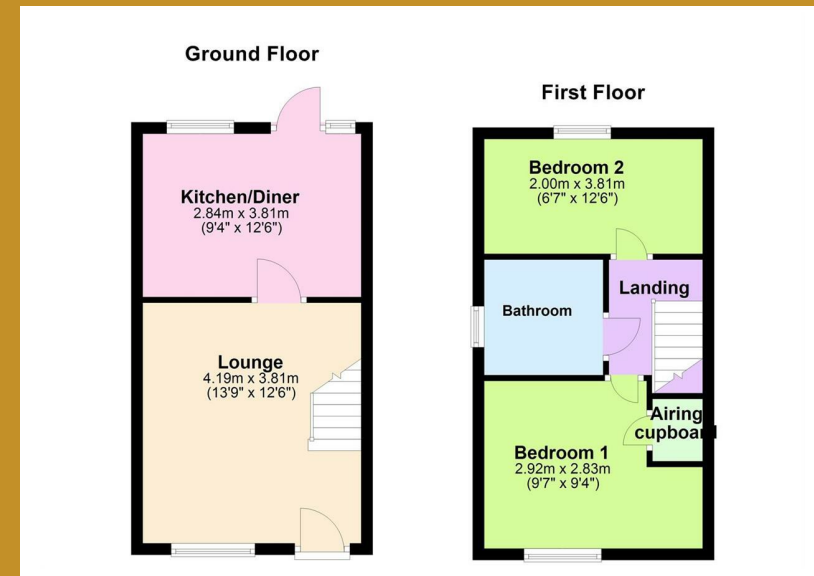 Ground Floor
Kitchen/Diner
2.84m x 3.81m
(9'4" x 12'6")
Lounge
4.19m x 3.81m
(13'9" x 12'6")
First Floor
Bedroom 2
2.00m x 3.81m
(6'7" x 12'6")
Landing
Bathroom
Airing
cupboard
Bedroom 1
2.92m x 2.83m
(9'7" x 9'4")